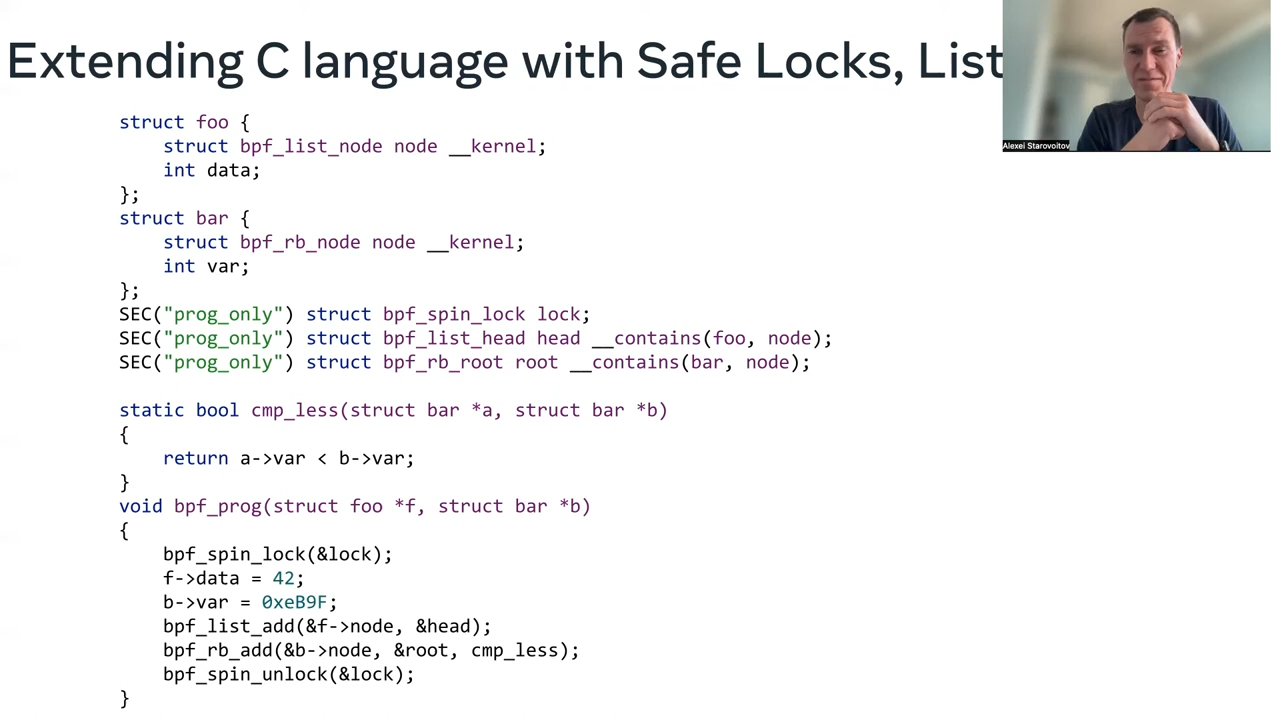 Extending C language with Safe Locks, List
Alexei Starovoitov
struct foo {
    struct bpf_list_node node __kernel;
    int data;
};
struct bar {
    struct bpf_rb_node node __kernel;
    int var;
};
SEC("prog_only") struct bpf_spin_lock lock;
SEC("prog_only") struct bpf_list_head head __contains(foo, node);
SEC("prog_only") struct bpf_rb_root root __contains(bar, node);
static bool cmp_less(struct bar *a, struct bar *b)
{
    return a->var < b->var;
}
void bpf_prog(struct foo *f, struct bar *b)
{
    bpf_spin_lock(&lock);
    f->data = 42;
    b->var = 0xeB9F;
    bpf_list_add(&f->node, &head);
    bpf_rb_add(&b->node, &root, cmp_less);
    bpf_spin_unlock(&lock);
}